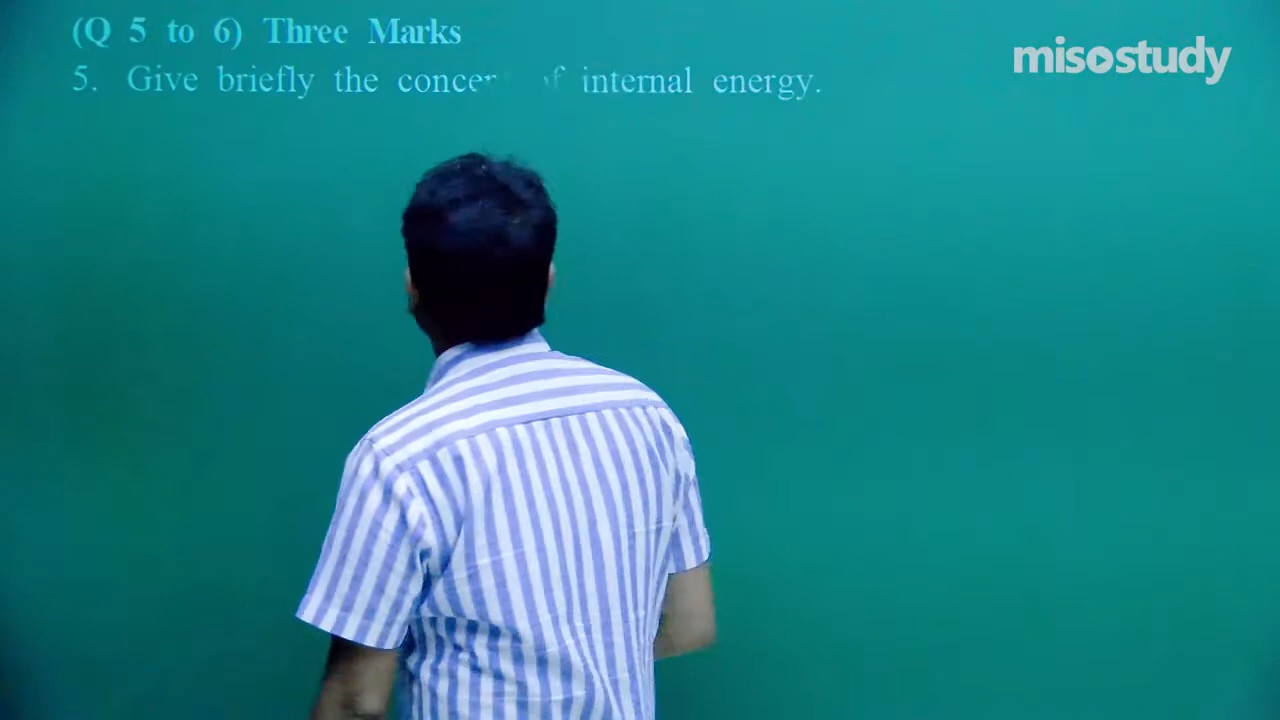 (Q 5 to 6) Three Marks
5. Give briefly the internal energy.
misostudy